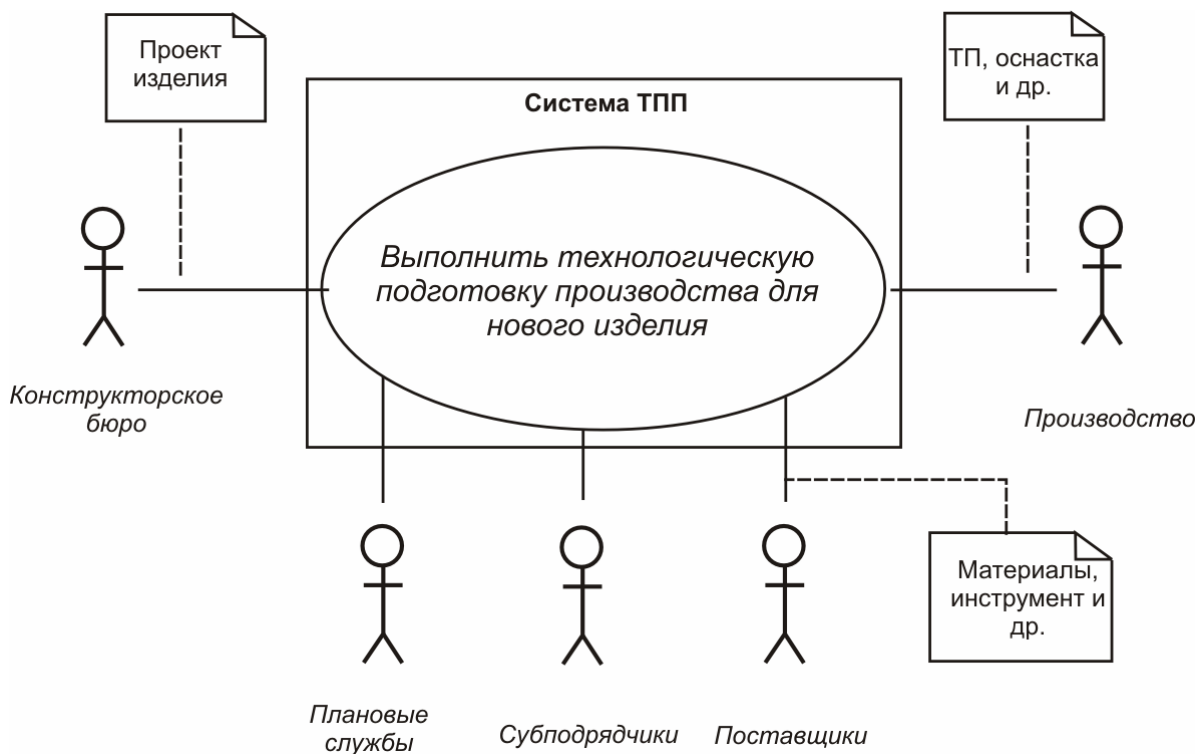 Проект
изделия
ТП, оснастка
и др.
Система ТПП
Выполнить технологическую
подготовку производства для
нового изделия
Конструкторское
бюро
Производство
Материалы,
инструмент и
др.
Плановые
службы
Субподрядчики
Поставщики